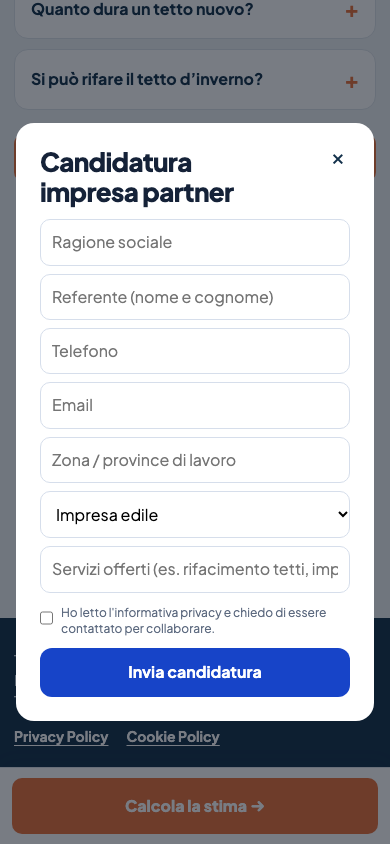 Quanto dura un tetto nuovo?
+
Si può rifare il tetto d’inverno?
+
Candidatura
impresa partner
×
Ragione sociale
Referente (nome e cognome)
Telefono
Email
Zona / province di lavoro
Impresa edile
Servizi offerti (es. rifacimento tetti, imp
Ho letto l'informativa privacy e chiedo di essere
contattato per collaborare.
Invia candidatura
Privacy Policy Cookie Policy
Calcola la stima →